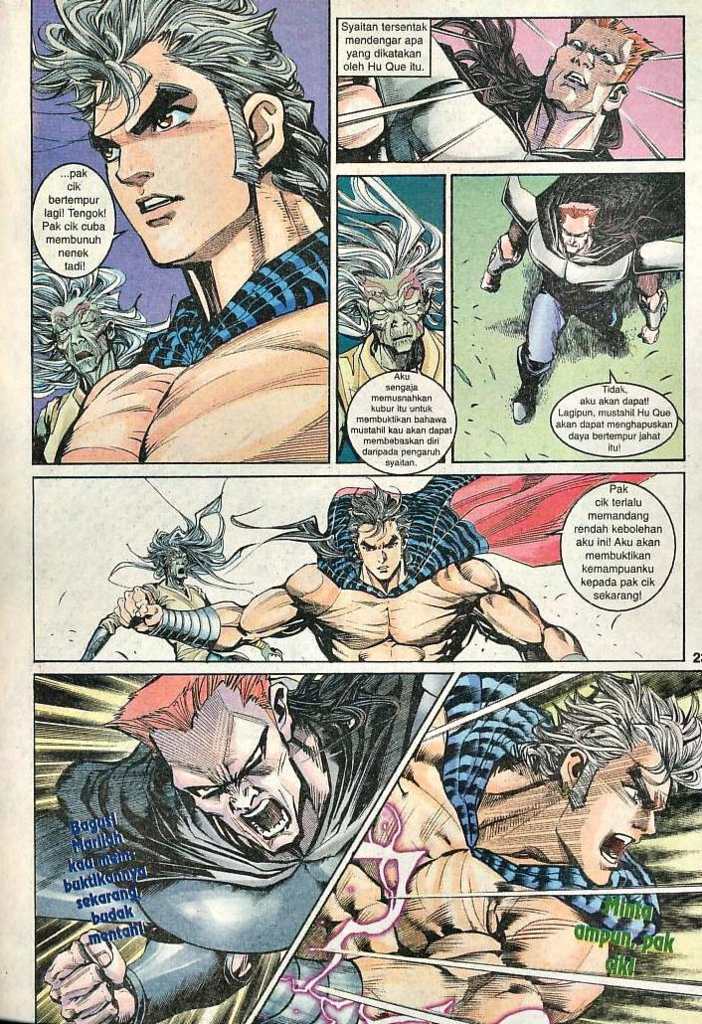 ...pak
cik
bertempur
lagi! Tengok!
Pak cik cuba
membunuh
nenek
tadi!
Syaitan tersentak
mendengar apa
yang dikatakan
oleh Hu Que itu.
Aku
sengaja
memusnahkan
kubur itu untuk
membuktikan bahawa
mustahil kau akan dapat
membebaskan diri
daripada pengaruh
syaitan.
Tidak,
aku akan dapat!
Lagipun, mustahil Hu Que
akan dapat menghapuskan
daya bertempur jahat
itu!
Pak
cik terlalu
memandang
rendah kebolehan
aku ini! Aku akan
membuktikan
kemampuanku
kepada pak cik
sekarang!
Bagus!
Marilah
kau mem-
buktikannya
sekarang,
budak
mentah!
Minta
ampun, pak
cik!